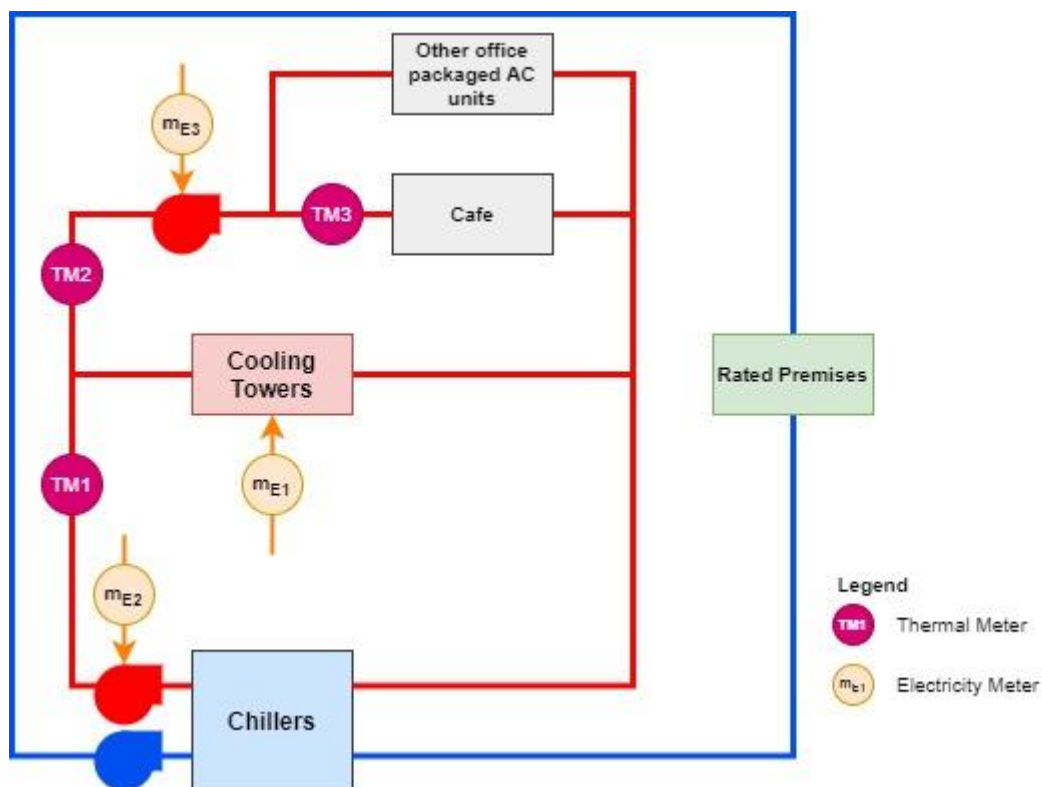 Other office
packaged AC
units
mE3
TM3
Cafe
TM2
Cooling
Towers
Rated Premises
TM1
mE1
mE2
Legend
TM1 Thermal Meter
mE1 Electricity Meter
Chillers